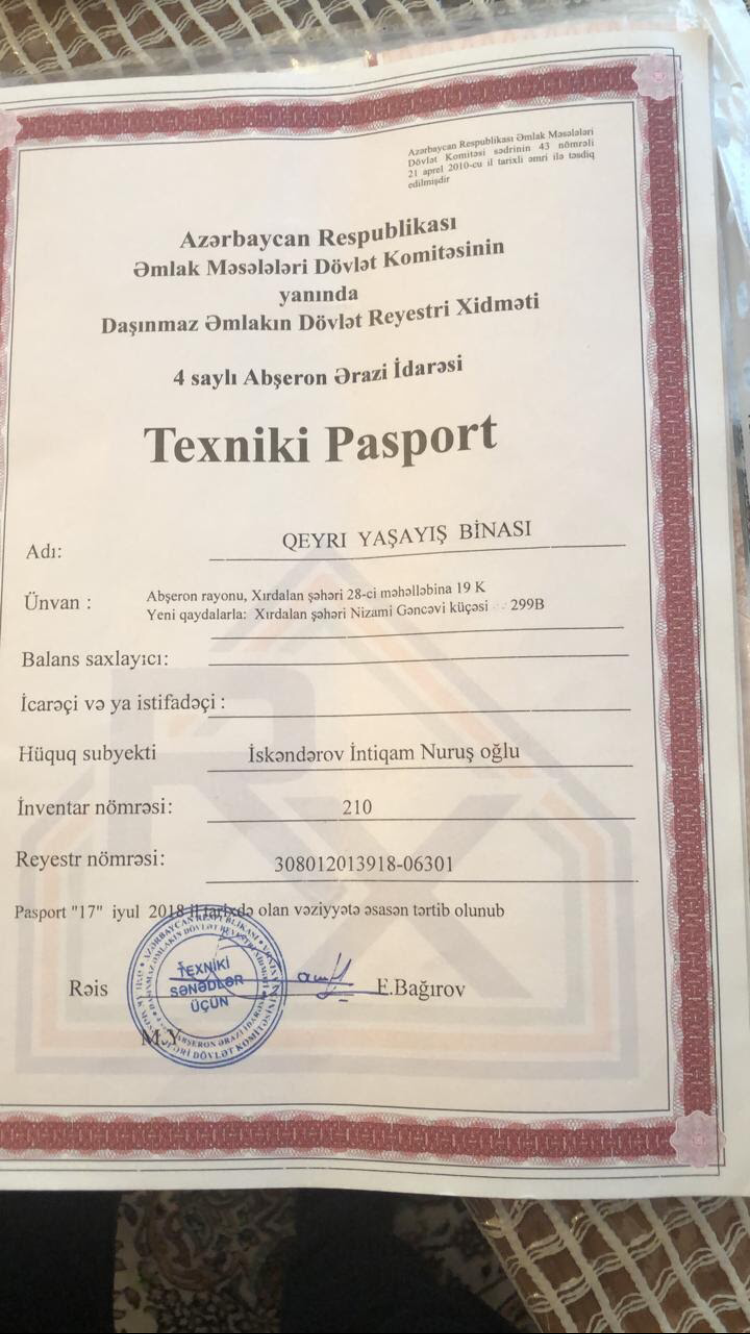 Azərbaycan Respublikası Əmlak Məsələləri
Dövlət Komitəsi sədrinin 43 nömrəli
21 aprel 2010-cu il tarixli əmri ilə təsdiq
edilmişdir
Azərbaycan Respublikası
Əmlak Məsələləri Dövlət Komitəsinin
yanında
Daşınmaz Əmlakın Dövlət Reyestri Xidməti
4 saylı Abşeron Ərazi İdarəsi
Texniki Pasport
Adı: QEYRI YAŞAYIŞ BİNASI
Ünvan : Abşeron rayonu, Xırdalan şəhəri 28-ci məhəlləbina 19 K
Yeni qaydalarla: Xırdalan şəhəri Nizami Gəncəvi küçəsi 299B
Balans saxlayıcı:
İcarəçi və ya istifadəçi :
Hüquq subyekti İskəndərov İntiqam Nuruş oğlu
İnventar nömrəsi: 210
Reyestr nömrəsi: 308012013918-06301
Pasport "17" iyul 2018 il tarixdə olan vəziyyətə əsasən tərtib olunub
TEXNİKİ
SƏNƏDLƏR
ÜÇÜN
Rəis E.Bağırov
M.Y